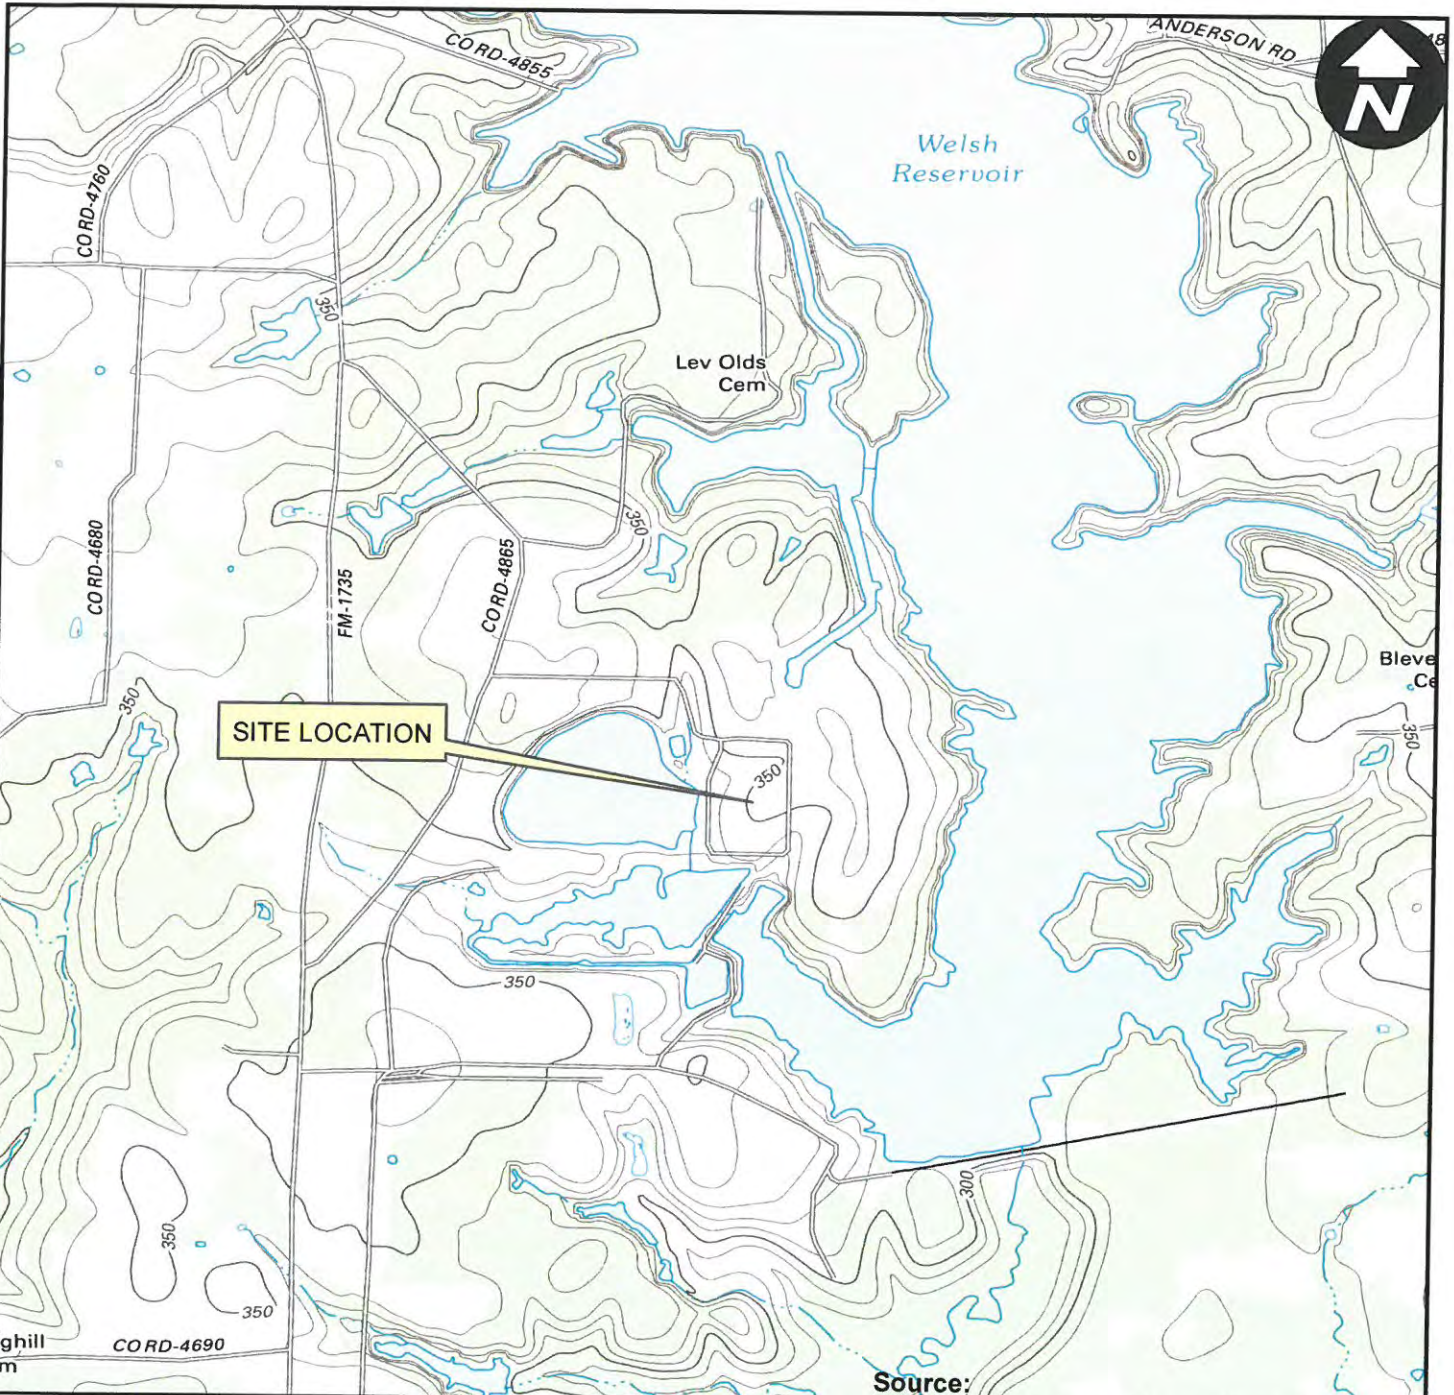 CO RD-4855
ANDERSON RD
48
N
Welsh
Reservoir
CO RD-4760
350
Lev Olds
Cem
CO RD-4680
FM-1735
CO RD-4865
350
Bleve
Ce
350
350
SITE LOCATION
350
350
350
300
350
ghill
m
CO RD-4690
Source: